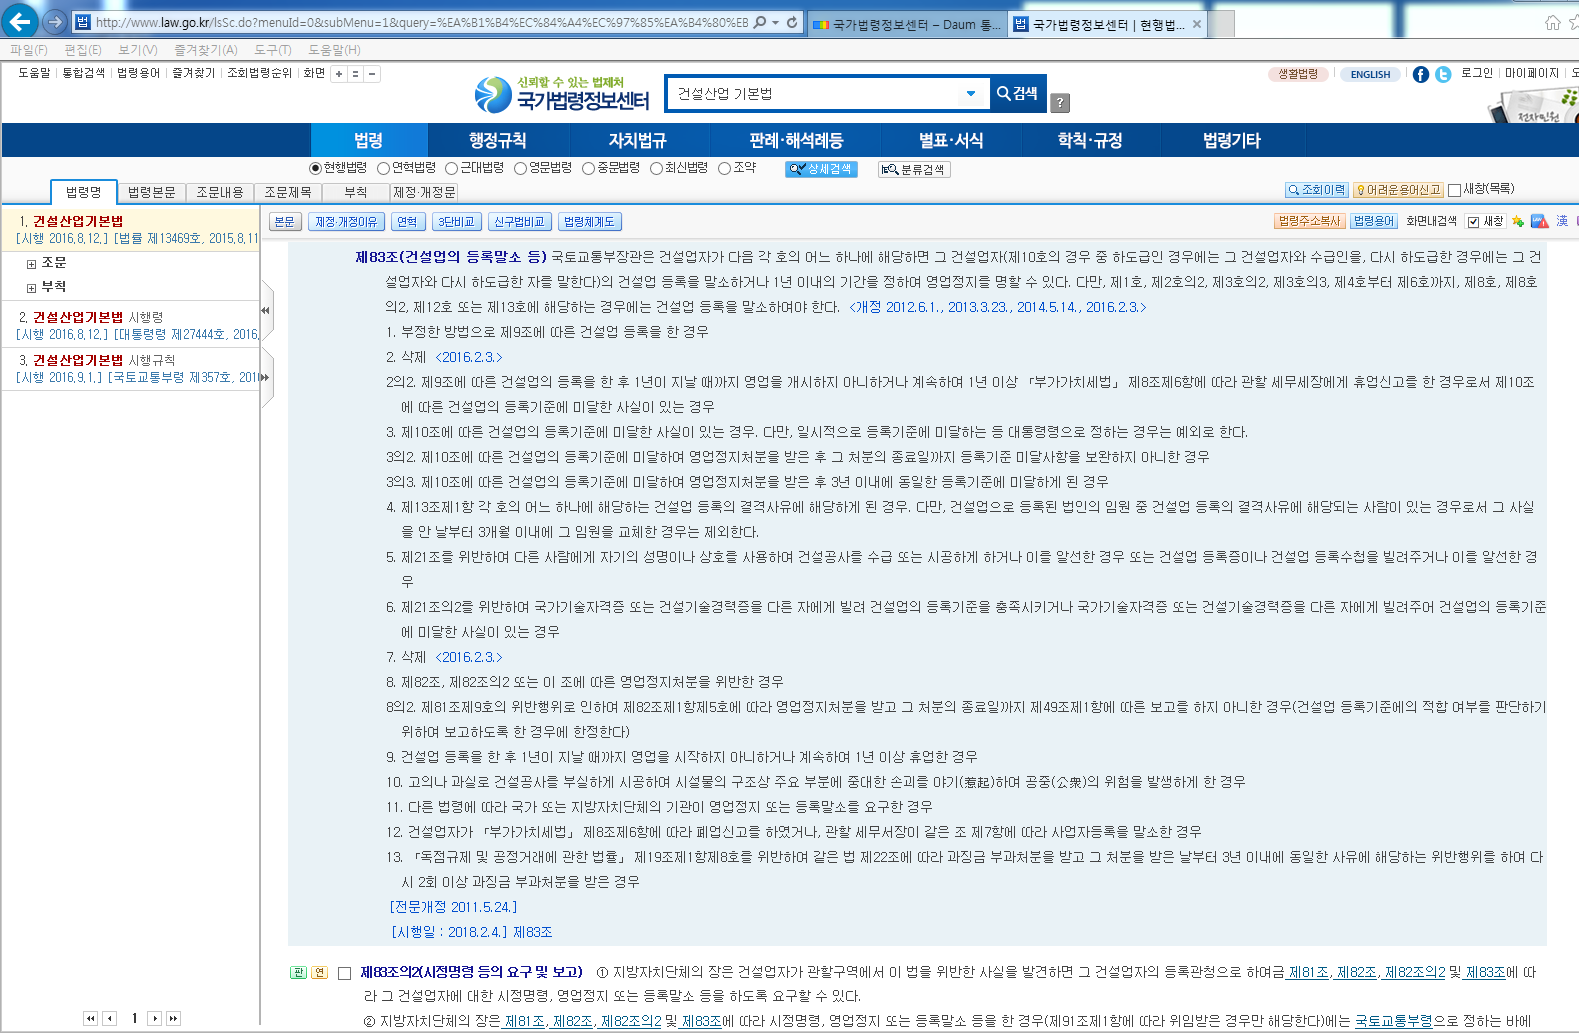 http://www.law.go.kr/lsSc.do?menuId=0&subMenu=1&query=%EA%B1%B4%EC%84%A4%EC%97%85%EA%B4%80%EB
국가법령정보센터 – Daum 통...
국가법령정보센터 | 현행법...
파일(F) 편집(E) 보기(V) 즐겨찾기(A) 도구(T) 도움말(H)
도움말 통합검색 법령용어 즐겨찾기 조회법령순위 화면
신뢰할 수 있는 법제처
국가법령정보센터
건설산업 기본법
검색
?
생활법령 ENGLISH 로그인 마이페이지
전자민원
법령 행정규칙 자치법규 판례·해석례등 별표·서식 학칙·규정 법령기타
현행법령 연혁법령 근대법령 영문법령 중문법령 최신법령 조약 상세검색 분류검색
법령명 법령본문 조문내용 조문제목 부칙 제정·개정문
조회이력 어려운용어신고 새창(목록)
1. 건설산업기본법
[시행 2016.8.12.] [법률 제13469호, 2015.8.11
조문
부칙
2. 건설산업기본법 시행령
[시행 2016.8.12.] [대통령령 제27444호, 2016.
3. 건설산업기본법 시행규칙
[시행 2016.9.1.] [국토교통부령 제357호, 201
1
본문 제정·개정이유 연혁 3단비교 신구법비교 법령체계도
법령주소복사 법령용어 화면내검색 새창 漢
제83조(건설업의 등록말소 등) 국토교통부장관은 건설업자가 다음 각 호의 어느 하나에 해당하면 그 건설업자(제10호의 경우 중 하도급인 경우에는 그 건설업자와 수급인을, 다시 하도급한 경우에는 그 건
설업자와 다시 하도급한 자를 말한다)의 건설업 등록을 말소하거나 1년 이내의 기간을 정하여 영업정지를 명할 수 있다. 다만, 제1호, 제2호의2, 제3호의2, 제3호의3, 제4호부터 제6호까지, 제8호, 제8호
의2, 제12호 또는 제13호에 해당하는 경우에는 건설업 등록을 말소하여야 한다. <개정 2012.6.1., 2013.3.23., 2014.5.14., 2016.2.3.>
1. 부정한 방법으로 제9조에 따른 건설업 등록을 한 경우
2. 삭제 <2016.2.3.>
2의2. 제9조에 따른 건설업의 등록을 한 후 1년이 지날 때까지 영업을 개시하지 아니하거나 계속하여 1년 이상 「부가가치세법」 제8조제6항에 따라 관할 세무서장에게 휴업신고를 한 경우로서 제10조
에 따른 건설업의 등록기준에 미달한 사실이 있는 경우
3. 제10조에 따른 건설업의 등록기준에 미달한 사실이 있는 경우. 다만, 일시적으로 등록기준에 미달하는 등 대통령령으로 정하는 경우는 예외로 한다.
3의2. 제10조에 따른 건설업의 등록기준에 미달하여 영업정지처분을 받은 후 그 처분의 종료일까지 등록기준 미달사항을 보완하지 아니한 경우
3의3. 제10조에 따른 건설업의 등록기준에 미달하여 영업정지처분을 받은 후 3년 이내에 동일한 등록기준에 미달하게 된 경우
4. 제13조제1항 각 호의 어느 하나에 해당하는 건설업 등록의 결격사유에 해당하게 된 경우. 다만, 건설업으로 등록된 법인의 임원 중 건설업 등록의 결격사유에 해당되는 사람이 있는 경우로서 그 사실
을 안 날부터 3개월 이내에 그 임원을 교체한 경우는 제외한다.
5. 제21조를 위반하여 다른 사람에게 자기의 성명이나 상호를 사용하여 건설공사를 수급 또는 시공하게 하거나 이를 알선한 경우 또는 건설업 등록증이나 건설업 등록수첩을 빌려주거나 이를 알선한 경
우
6. 제21조의2를 위반하여 국가기술자격증 또는 건설기술경력증을 다른 자에게 빌려 건설업의 등록기준을 충족시키거나 국가기술자격증 또는 건설기술경력증을 다른 자에게 빌려주어 건설업의 등록기준
에 미달한 사실이 있는 경우
7. 삭제 <2016.2.3.>
8. 제82조, 제82조의2 또는 이 조에 따른 영업정지처분을 위반한 경우
8의2. 제81조제9호의 위반행위로 인하여 제82조제1항제5호에 따라 영업정지처분을 받고 그 처분의 종료일까지 제49조제1항에 따른 보고를 하지 아니한 경우(건설업 등록기준에의 적합 여부를 판단하기
위하여 보고하도록 한 경우에 한정한다)
9. 건설업 등록을 한 후 1년이 지날 때까지 영업을 시작하지 아니하거나 계속하여 1년 이상 휴업한 경우
10. 고의나 과실로 건설공사를 부실하게 시공하여 시설물의 구조상 주요 부분에 중대한 손괴를 야기(惹起)하여 공중(公衆)의 위험을 발생하게 한 경우
11. 다른 법령에 따라 국가 또는 지방자치단체의 기관이 영업정지 또는 등록말소를 요구한 경우
12. 건설업자가 「부가가치세법」 제8조제6항에 따라 폐업신고를 하였거나, 관할 세무서장이 같은 조 제7항에 따라 사업자등록을 말소한 경우
13. 「독점규제 및 공정거래에 관한 법률」 제19조제1항제8호를 위반하여 같은 법 제22조에 따라 과징금 부과처분을 받고 그 처분을 받은 날부터 3년 이내에 동일한 사유에 해당하는 위반행위를 하여 다
시 2회 이상 과징금 부과처분을 받은 경우
[전문개정 2011.5.24.]
[시행일 : 2018.2.4.] 제83조
판 연 제83조의2(시정명령 등의 요구 및 보고) ① 지방자치단체의 장은 건설업자가 관할구역에서 이 법을 위반한 사실을 발견하면 그 건설업자의 등록관청으로 하여금 제81조, 제82조, 제82조의2 및 제83조에 따
라 그 건설업자에 대한 시정명령, 영업정지 또는 등록말소 등을 하도록 요구할 수 있다.
② 지방자치단체의 장은 제81조, 제82조, 제82조의2 및 제83조에 따라 시정명령, 영업정지 또는 등록말소 등을 한 경우(제91조제1항에 따라 위임받은 경우만 해당한다)에는 국토교통부령으로 정하는 바에